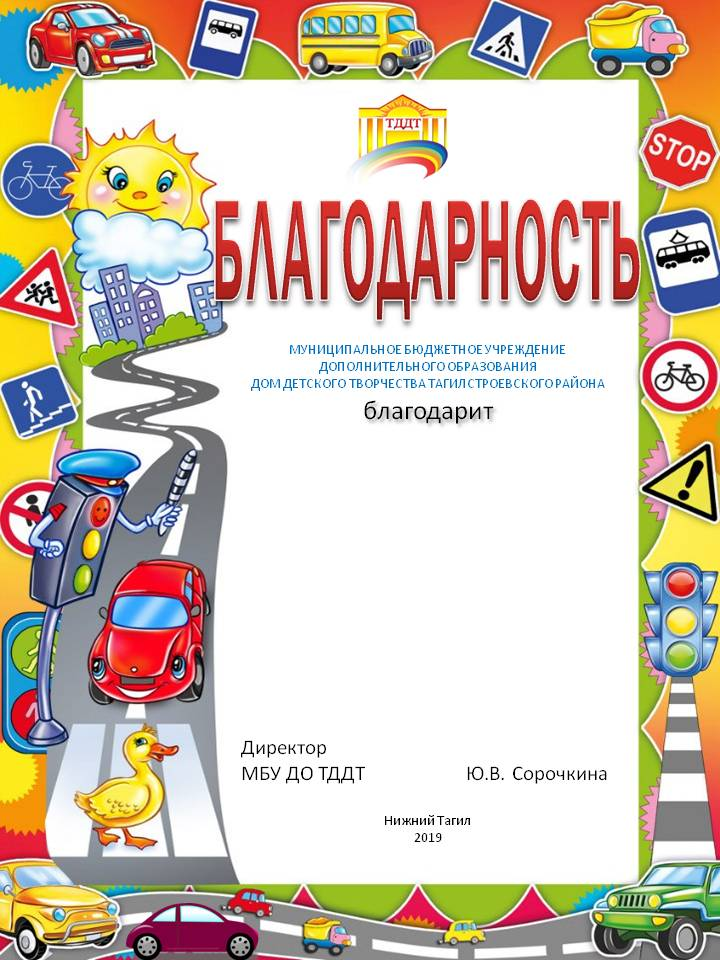 ТДДТ
STOP
БЛАГОДАРНОСТЬ
МУНИЦИПАЛЬНОЕ БЮДЖЕТНОЕ УЧРЕЖДЕНИЕ
ДОПОЛНИТЕЛЬНОГО ОБРАЗОВАНИЯ
ДОМ ДЕТСКОГО ТВОРЧЕСТВА ТАГИЛСТРОЕВСКОГО РАЙОНА
благодарит
Директор
МБУ ДО ТДДТ Ю.В. Сорочкина
Нижний Тагил
2019